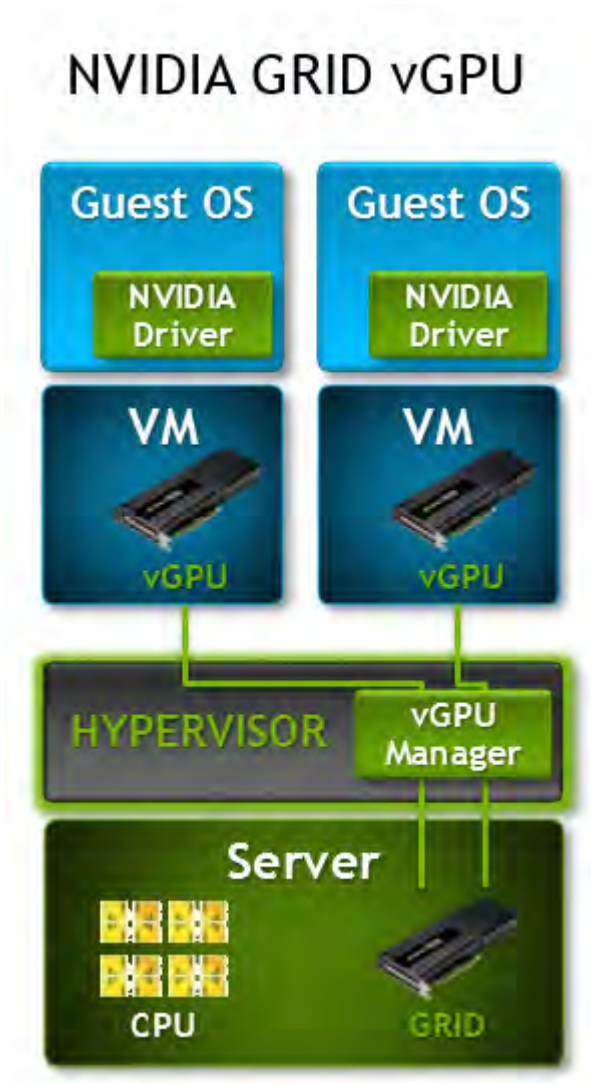 NVIDIA GRID vGPU
Guest OS
NVIDIA
Driver
Guest OS
NVIDIA
Driver
VM
vGPU
VM
vGPU
HYPERVISOR
vGPU
Manager
Server
CPU
GRID